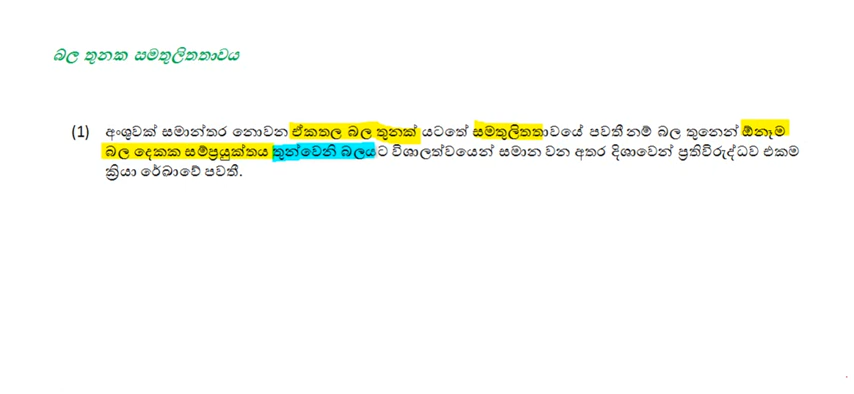 බල තුනක සමතුලිතතාවය
(1) අංශුවක් සමාන්තර නොවන ඒකතල බල තුනක් යටතේ සමතුලිතතාවයේ පවතී නම් බල තුනෙන් ඕනෑම
බල දෙකක සම්ප්‍රයුක්තය තුන්වෙනි බලයට විශාලත්වයෙන් සමාන වන අතර දිශාවෙන් ප්‍රතිවිරුද්ධව එකම
ක්‍රියා රේඛාවේ පවතී.